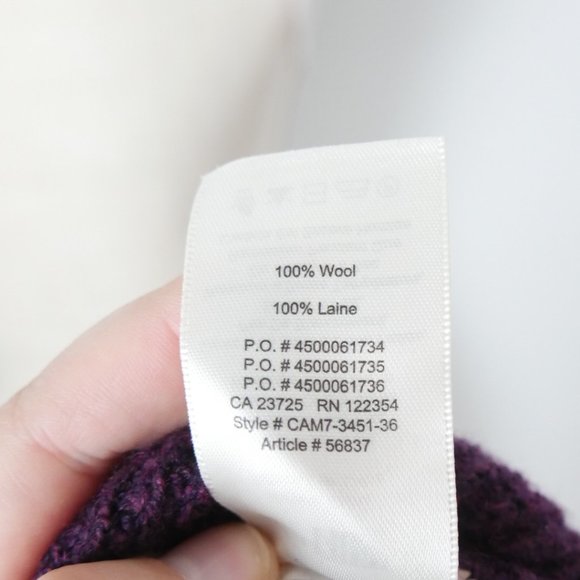 100% Wool
100% Laine
P.O. # 4500061734
P.O. # 4500061735
P.O. # 4500061736
CA 23725 RN 122354
Style # CAM7-3451-36
Article # 56837